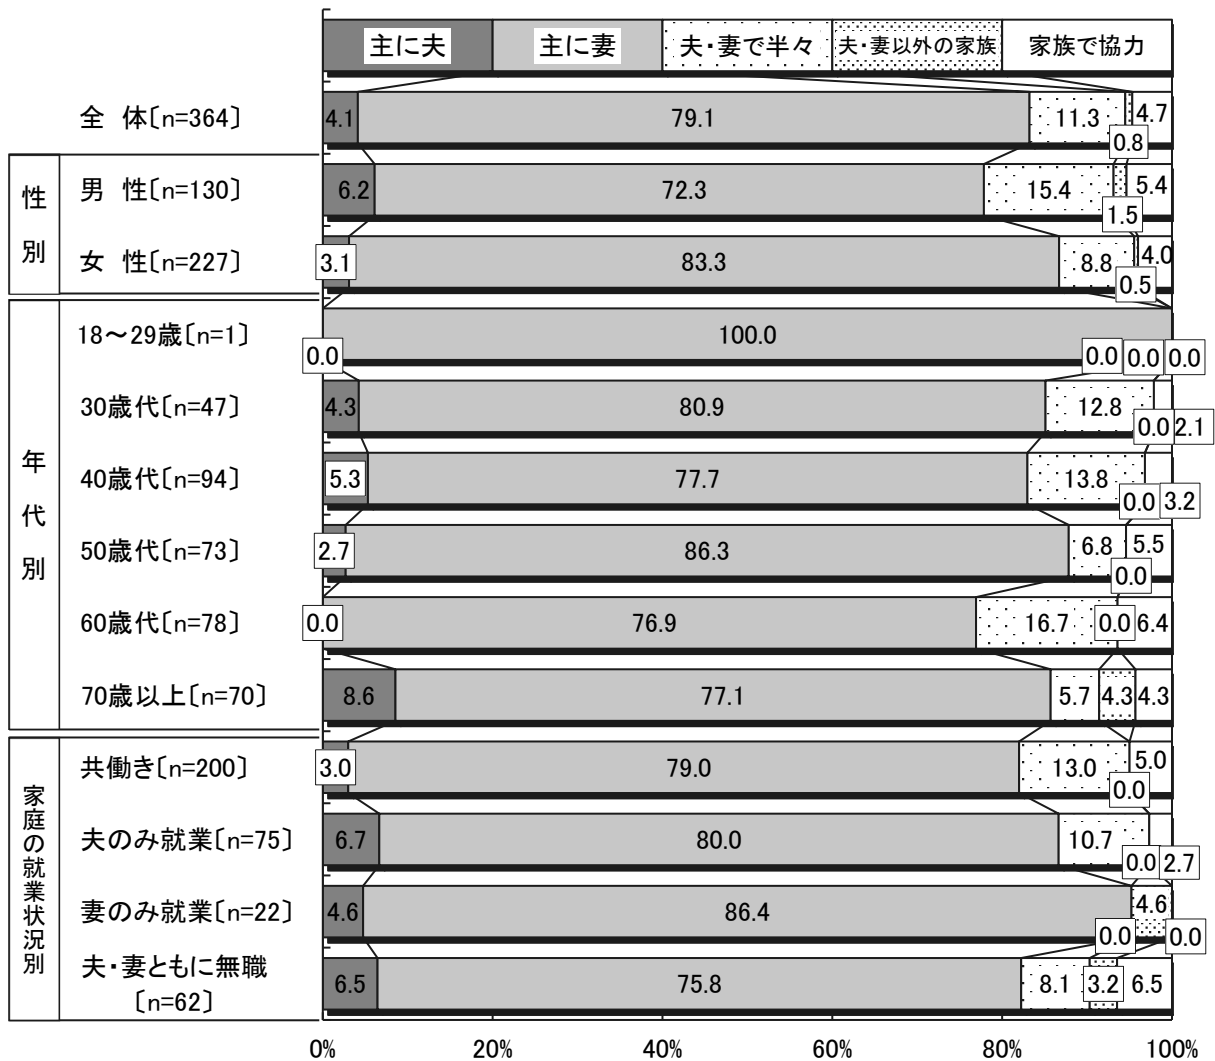 主に夫 主に妻 夫・妻で半々 夫・妻以外の家族 家族で協力
全 体〔n=364〕 4.1 79.1 11.3 0.8 4.7
性別
男 性〔n=130〕 6.2 72.3 15.4 1.5 5.4
女 性〔n=227〕 3.1 83.3 8.8 0.5 4.0
年代別
18～29歳〔n=1〕 0.0 100.0 0.0 0.0 0.0
30歳代〔n=47〕 4.3 80.9 12.8 0.0 2.1
40歳代〔n=94〕 5.3 77.7 13.8 0.0 3.2
50歳代〔n=73〕 2.7 86.3 6.8 0.0 5.5
60歳代〔n=78〕 0.0 76.9 16.7 0.0 6.4
70歳以上〔n=70〕 8.6 77.1 5.7 4.3 4.3
家庭の就業状況別
共働き〔n=200〕 3.0 79.0 13.0 0.0 5.0
夫のみ就業〔n=75〕 6.7 80.0 10.7 0.0 2.7
妻のみ就業〔n=22〕 4.6 86.4 0.0 4.6 0.0
夫・妻ともに無職
〔n=62〕 6.5 75.8 8.1 3.2 6.5
0% 20% 40% 60% 80% 100%